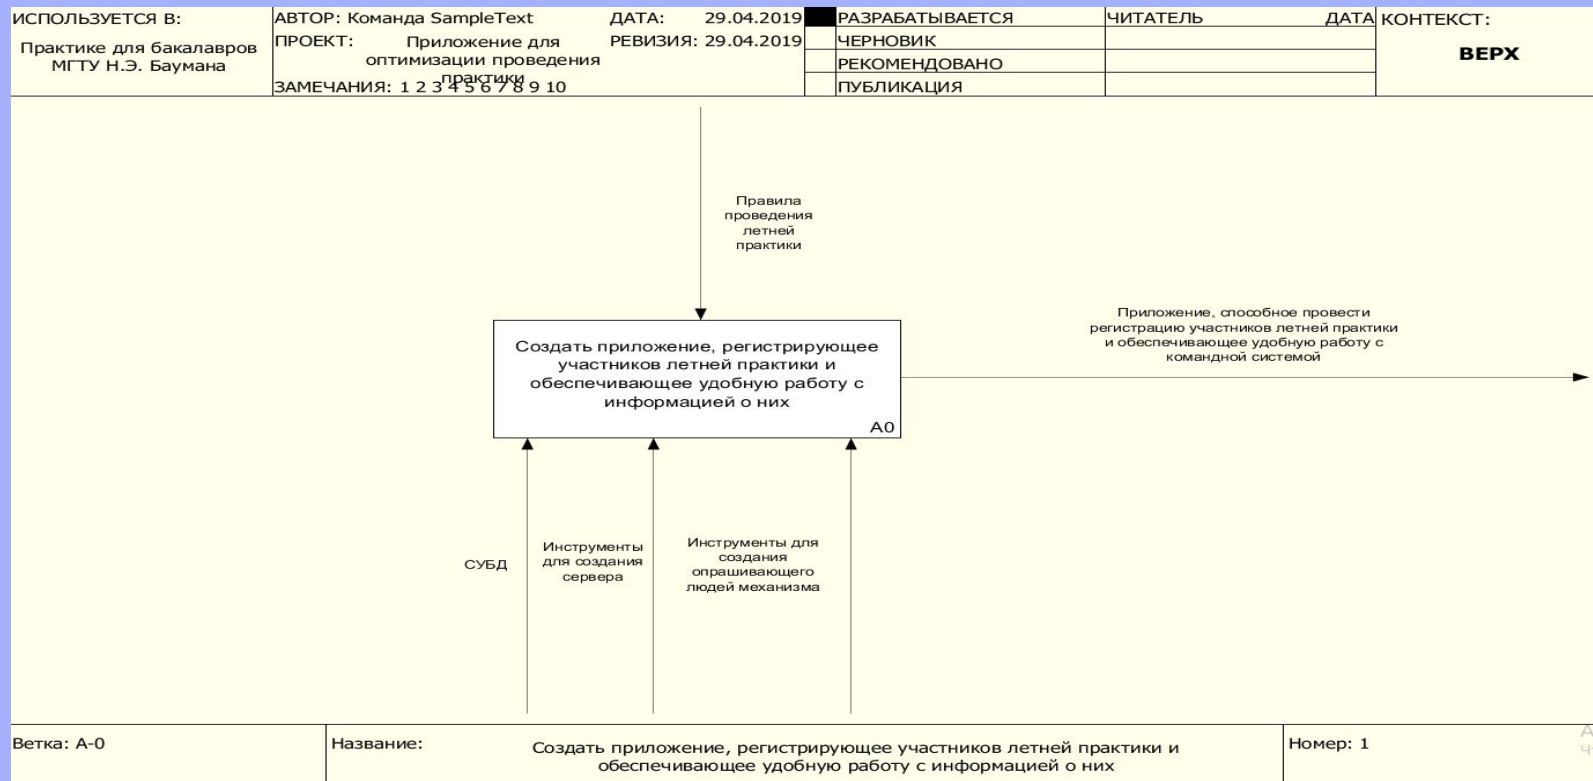 ИСПОЛЬЗУЕТСЯ В:
Практике для бакалавров
МГТУ Н.Э. Баумана
АВТОР: Команда SampleText
ДАТА: 29.04.2019
ПРОЕКТ: Приложение для
оптимизации проведения
практики
РЕВИЗИЯ: 29.04.2019
ЗАМЕЧАНИЯ: 1 2 3 4 5 6 7 8 9 10
РАЗРАБАТЫВАЕТСЯ
ЧЕРНОВИК
РЕКОМЕНДОВАНО
ПУБЛИКАЦИЯ
ЧИТАТЕЛЬ ДАТА
КОНТЕКСТ:
ВЕРХ
Правила
проведения
летней
практики
Создать приложение, регистрирующее
участников летней практики и
обеспечивающее удобную работу с
информацией о них
A0
Приложение, способное провести
регистрацию участников летней практики
и обеспечивающее удобную работу с
командной системой
СУБД
Инструменты
для создания
сервера
Инструменты для
создания
опрашивающего
людей механизма
Ветка: A-0
Название:
Создать приложение, регистрирующее участников летней практики и
обеспечивающее удобную работу с информацией о них
Номер: 1